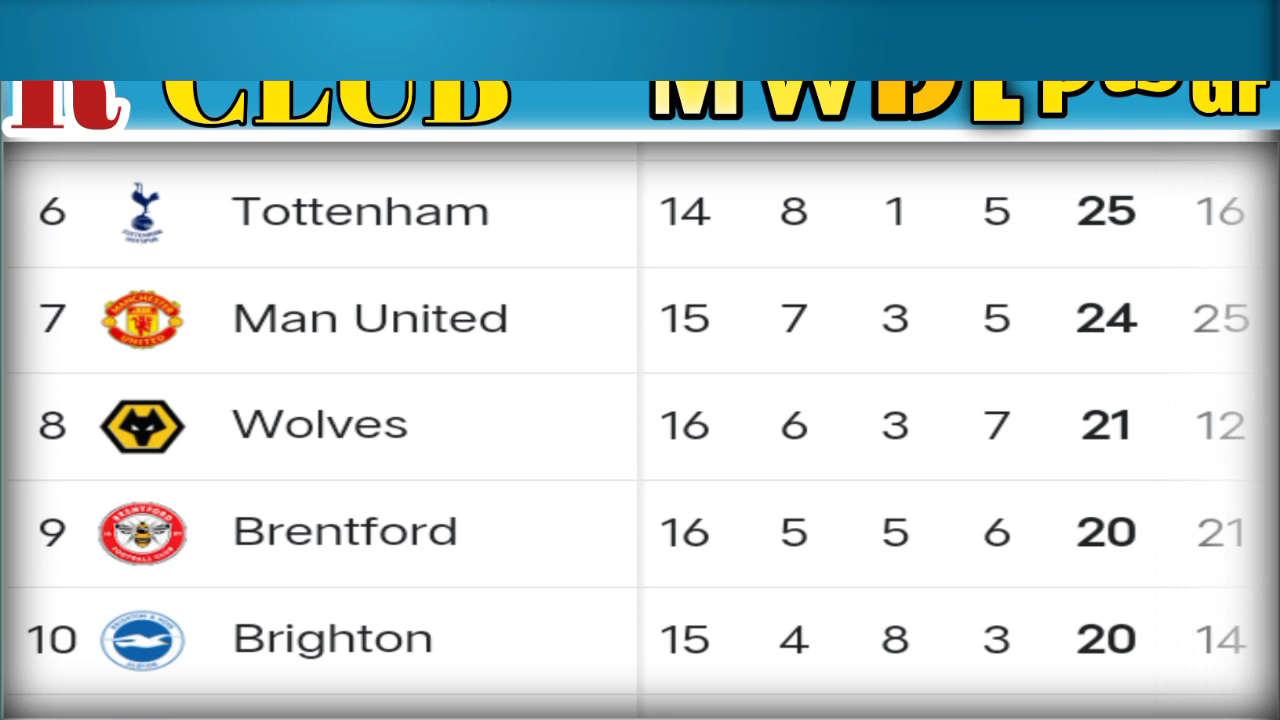 R CLUB M W D L Pts GF
6 Tottenham 14 8 1 5 25 16
7 Man United 15 7 3 5 24 25
8 Wolves 16 6 3 7 21 12
9 Brentford 16 5 5 6 20 21
10 Brighton 15 4 8 3 20 14